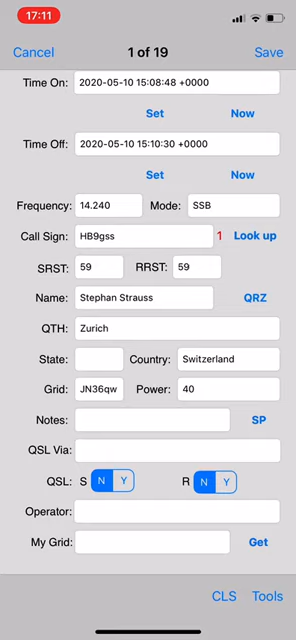 17:11
Cancel 1 of 19 Save
Time On: 2020-05-10 15:08:48 +0000
Set Now
Time Off: 2020-05-10 15:10:30 +0000
Set Now
Frequency: 14.240 Mode: SSB
Call Sign: HB9gss 1 Look up
SRST: 59 RRST: 59
Name: Stephan Strauss QRZ
QTH: Zurich
State: Country: Switzerland
Grid: JN36qw Power: 40
Notes: SP
QSL Via:
QSL: S N Y R N Y
Operator:
My Grid: Get
CLS Tools